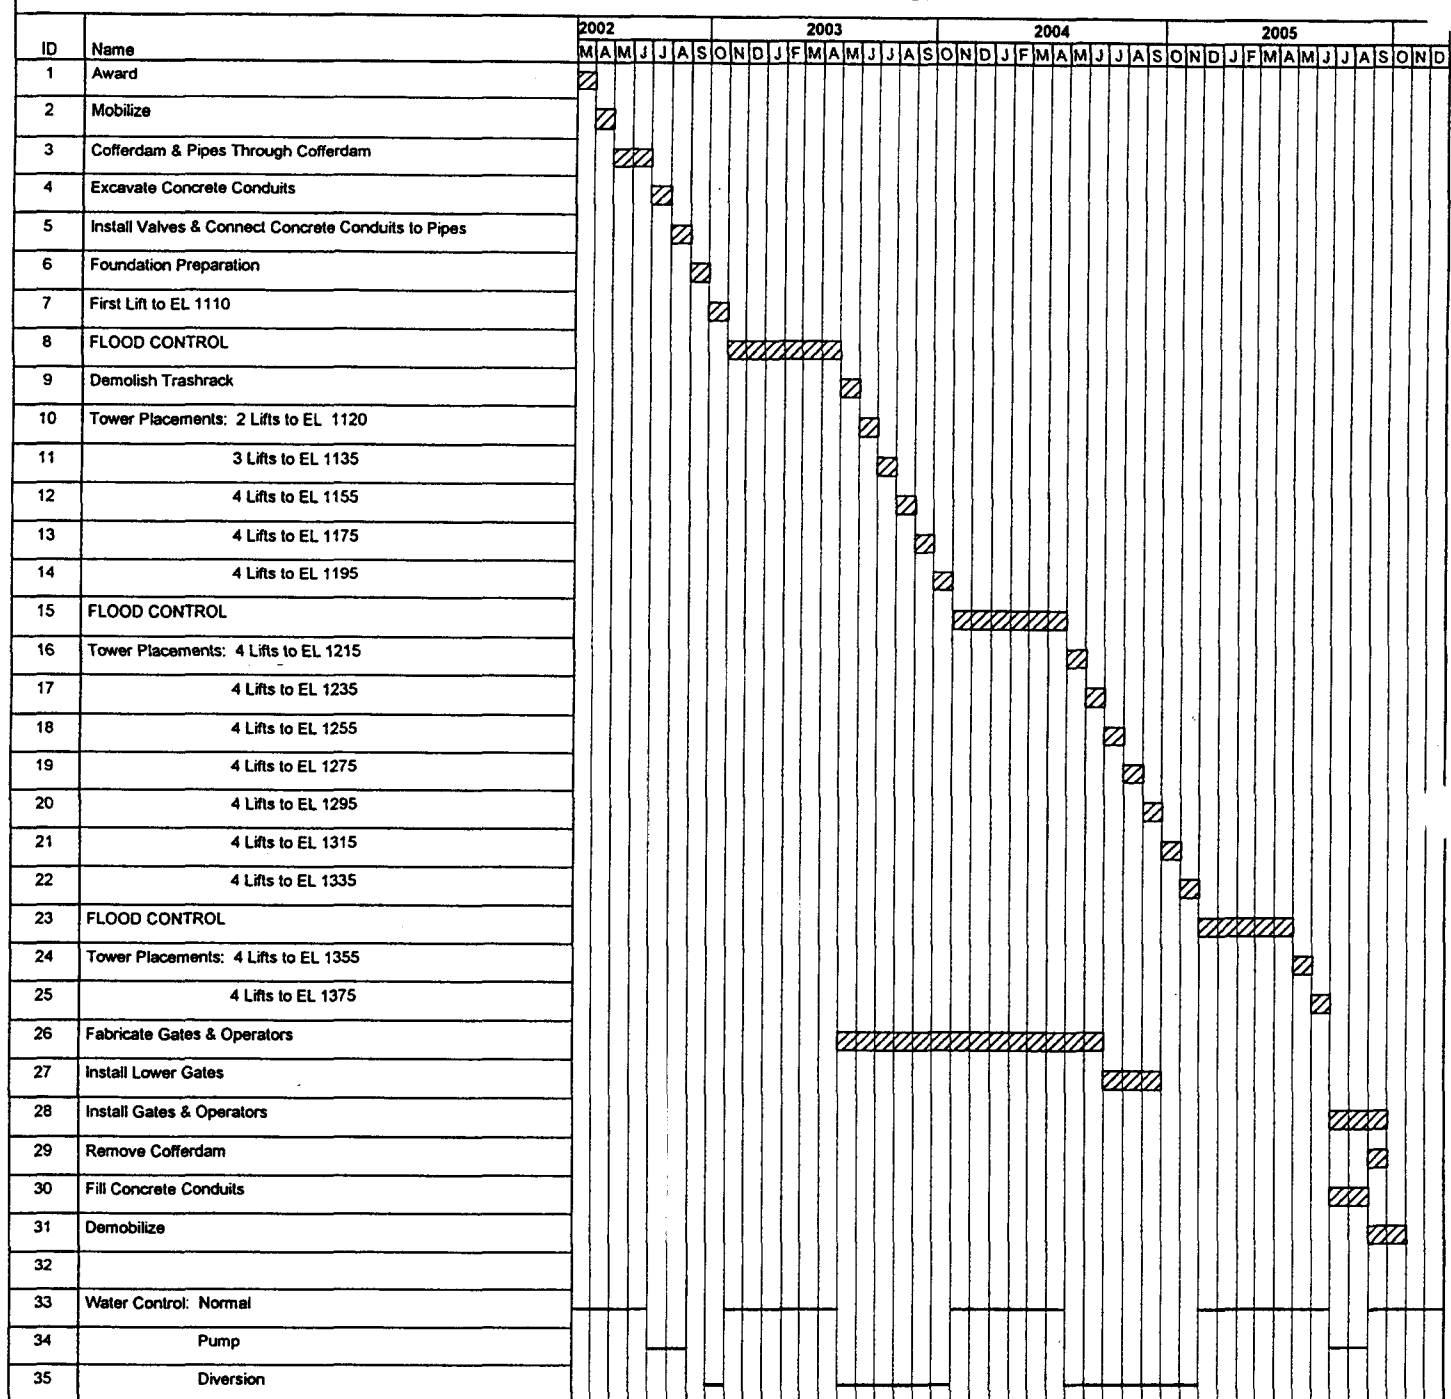 2002 2003 2004 2005
ID Name M A M J J A S O N D J F M A M J J A S O N D J F M A M J J A S O N D J F M A M J J A S O N D
1 Award
2 Mobilize
3 Cofferdam & Pipes Through Cofferdam
4 Excavate Concrete Conduits
5 Install Valves & Connect Concrete Conduits to Pipes
6 Foundation Preparation
7 First Lift to EL 1110
8 FLOOD CONTROL
9 Demolish Trashrack
10 Tower Placements: 2 Lifts to EL 1120
11 3 Lifts to EL 1135
12 4 Lifts to EL 1155
13 4 Lifts to EL 1175
14 4 Lifts to EL 1195
15 FLOOD CONTROL
16 Tower Placements: 4 Lifts to EL 1215
17 4 Lifts to EL 1235
18 4 Lifts to EL 1255
19 4 Lifts to EL 1275
20 4 Lifts to EL 1295
21 4 Lifts to EL 1315
22 4 Lifts to EL 1335
23 FLOOD CONTROL
24 Tower Placements: 4 Lifts to EL 1355
25 4 Lifts to EL 1375
26 Fabricate Gates & Operators
27 Install Lower Gates
28 Install Gates & Operators
29 Remove Cofferdam
30 Fill Concrete Conduits
31 Demobilize
32
33 Water Control: Normal
34 Pump
35 Diversion